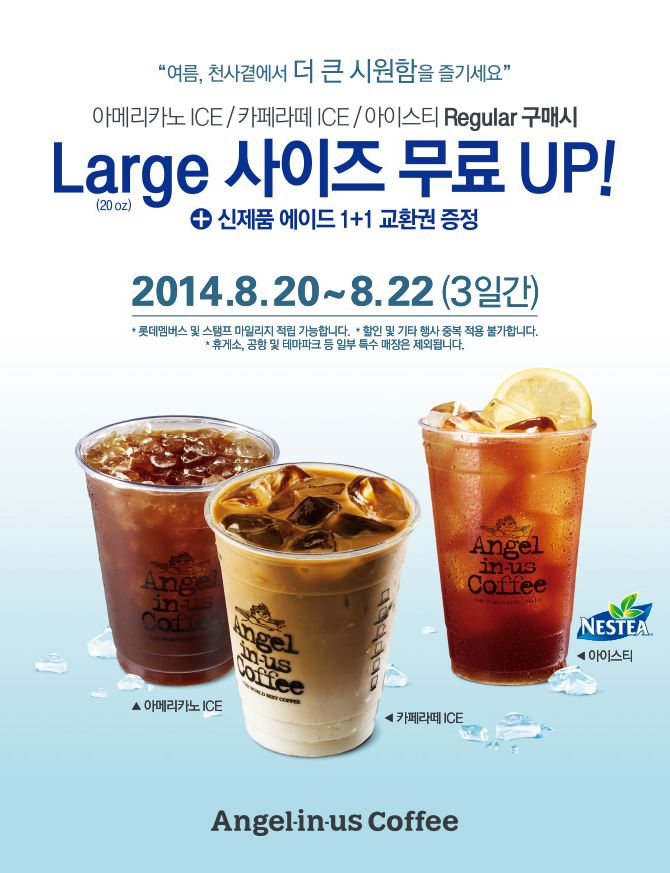 “여름, 천사곁에서 더 큰 시원함을 즐기세요”
아메리카노 ICE / 카페라떼 ICE / 아이스티 Regular 구매시
Large 사이즈 무료 UP!
(20 oz)
+ 신제품 에이드 1+1 교환권 증정
2014.8.20~8.22 (3일간)
* 롯데멤버스 및 스탬프 마일리지 적립 가능합니다. * 할인 및 기타 행사 중복 적용 불가합니다.
* 휴게소, 공항 및 테마파크 등 일부 특수 매장은 제외됩니다.
Angel
in-us
Coffee
Angel
in-us
Coffee
THE WORLD BEST COFFEE
Angel
in-us
Coffee
THE WORLD BEST COFFEE
NESTEA
◀ 아이스티
▲ 아메리카노 ICE
◀ 카페라떼 ICE
Angel-in-us Coffee